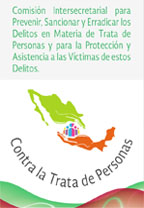 Comisión Intersecretarial para
Prevenir, Sancionar y Erradicar los
Delitos en Materia de Trata de
Personas y para la Protección y
Asistencia a las Víctimas de estos
Delitos.
Contra la Trata de Personas